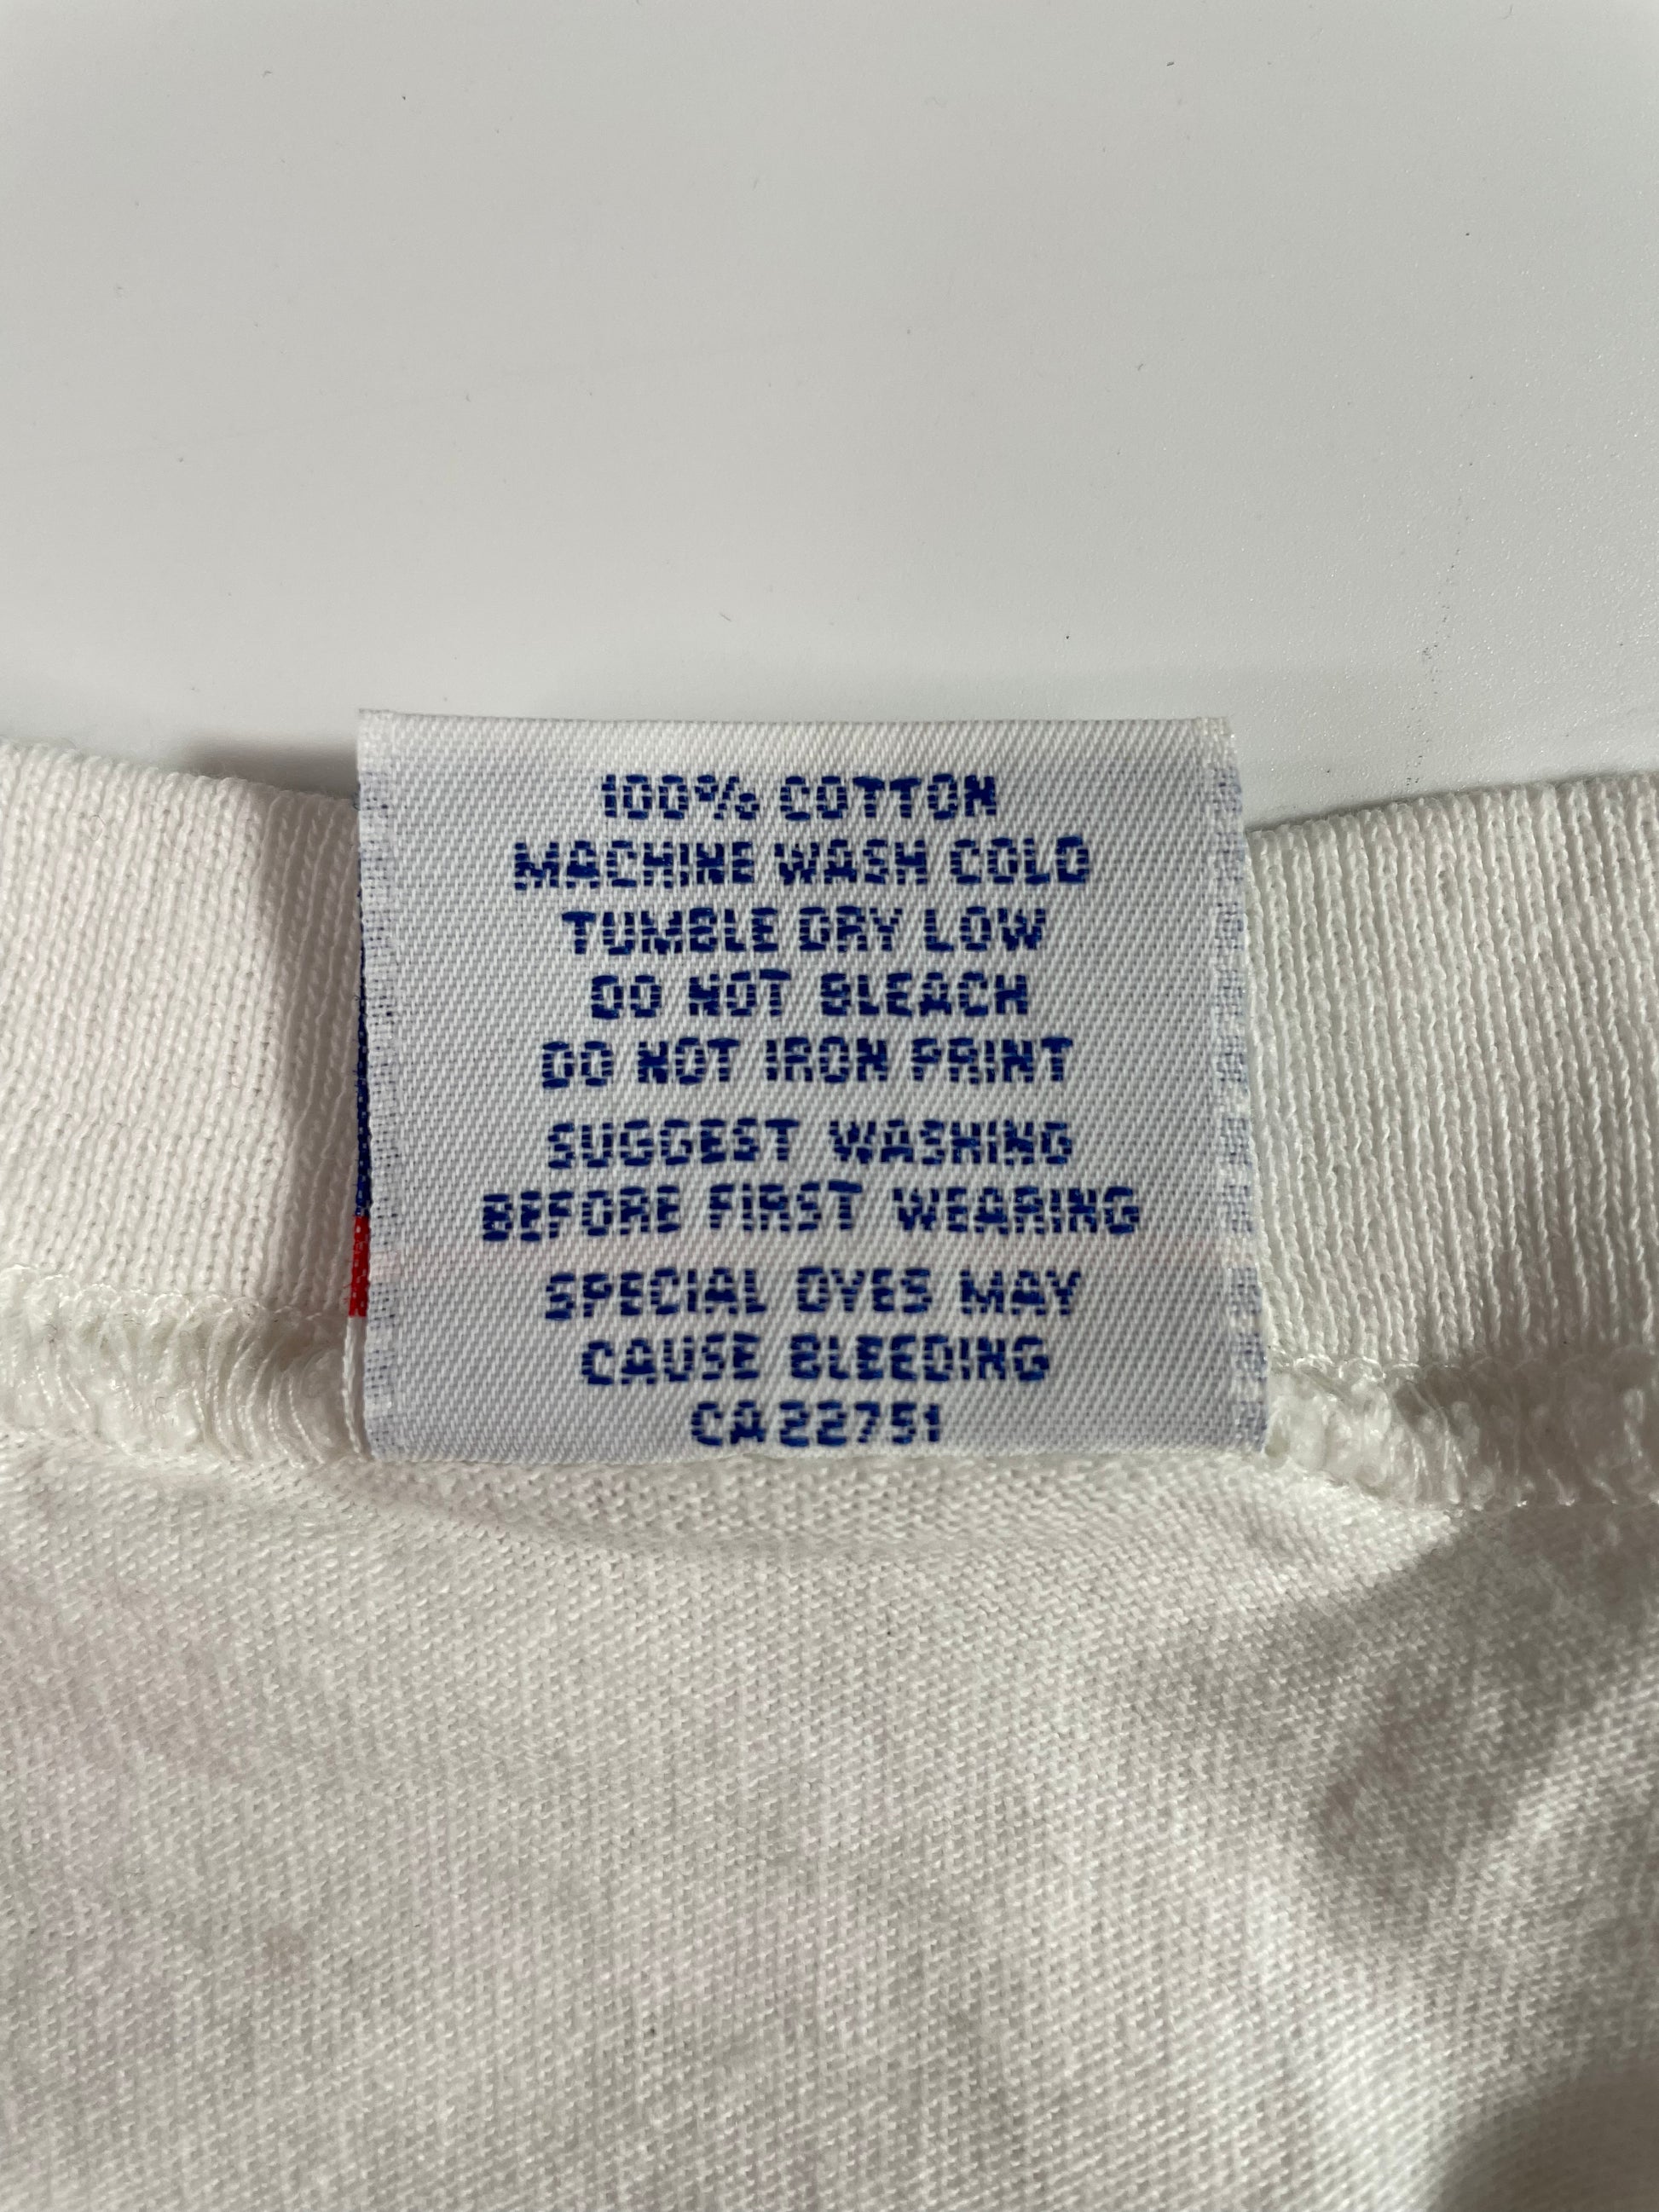 100% COTTON
MACHINE WASH COLD
TUMBLE DRY LOW
DO NOT BLEACH
DO NOT IRON PRINT
SUGGEST WASHING
BEFORE FIRST WEARING
SPECIAL DYES MAY
CAUSE BLEEDING
CA22751